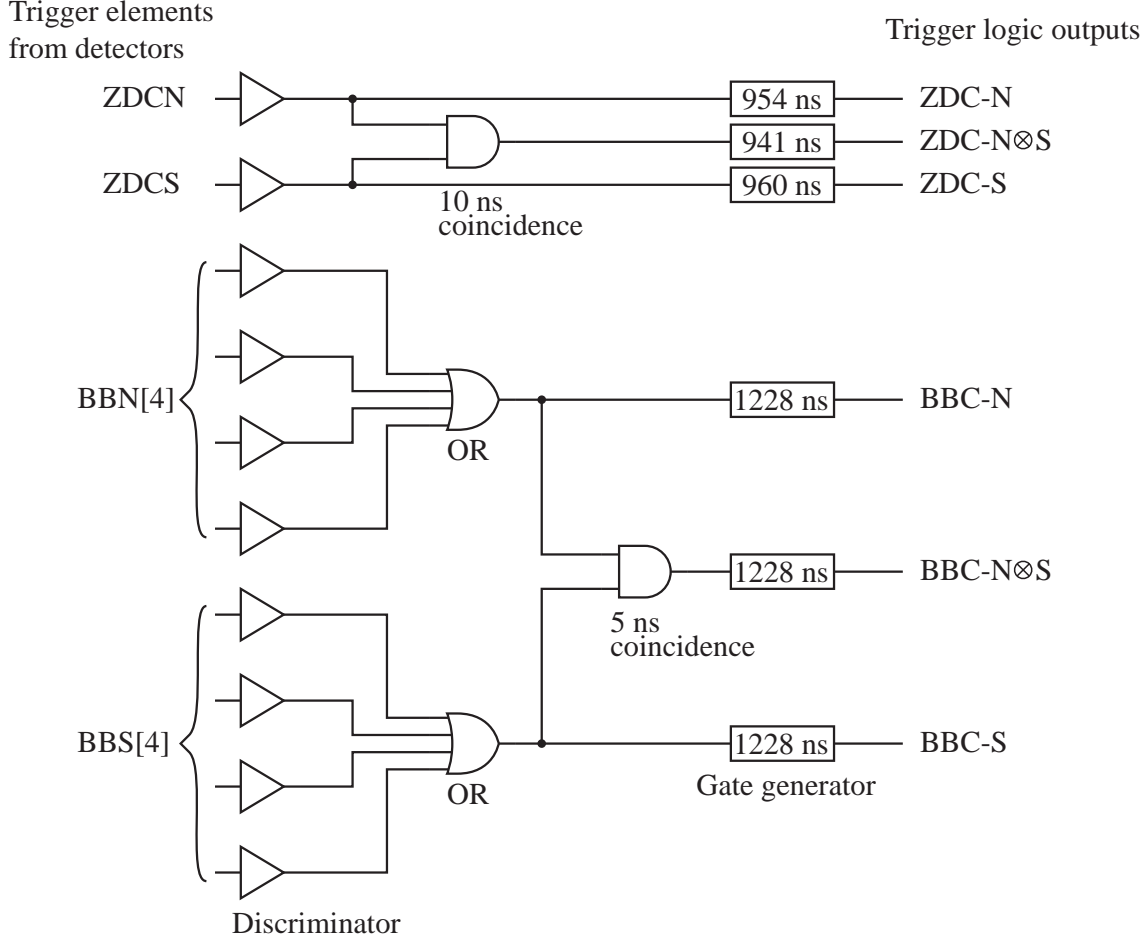 Trigger elements
from detectors
Trigger logic outputs
ZDCN
954 ns
ZDC-N
941 ns
ZDC-N⊗S
ZDCS
960 ns
ZDC-S
10 ns
coincidence
BBN[4]
OR
1228 ns
BBC-N
1228 ns
BBC-N⊗S
5 ns
coincidence
BBS[4]
OR
1228 ns
BBC-S
Gate generator
Discriminator